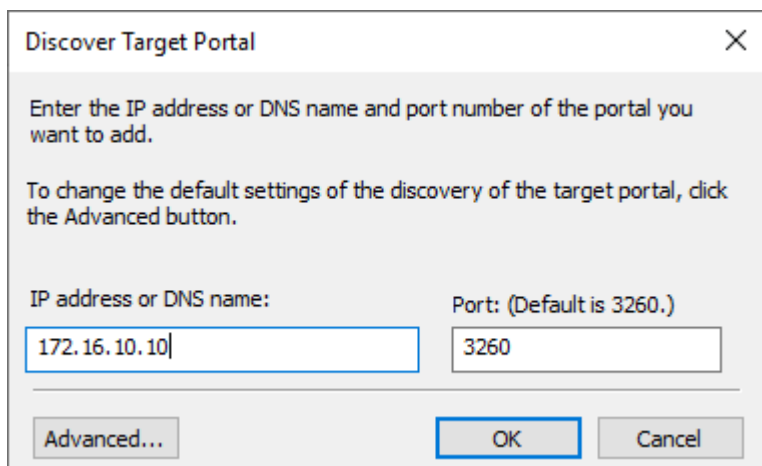 Discover Target Portal
Enter the IP address or DNS name and port number of the portal you
want to add.
To change the default settings of the discovery of the target portal, click
the Advanced button.
IP address or DNS name:
Port: (Default is 3260.)
172.16.10.10
3260
Advanced...
OK
Cancel